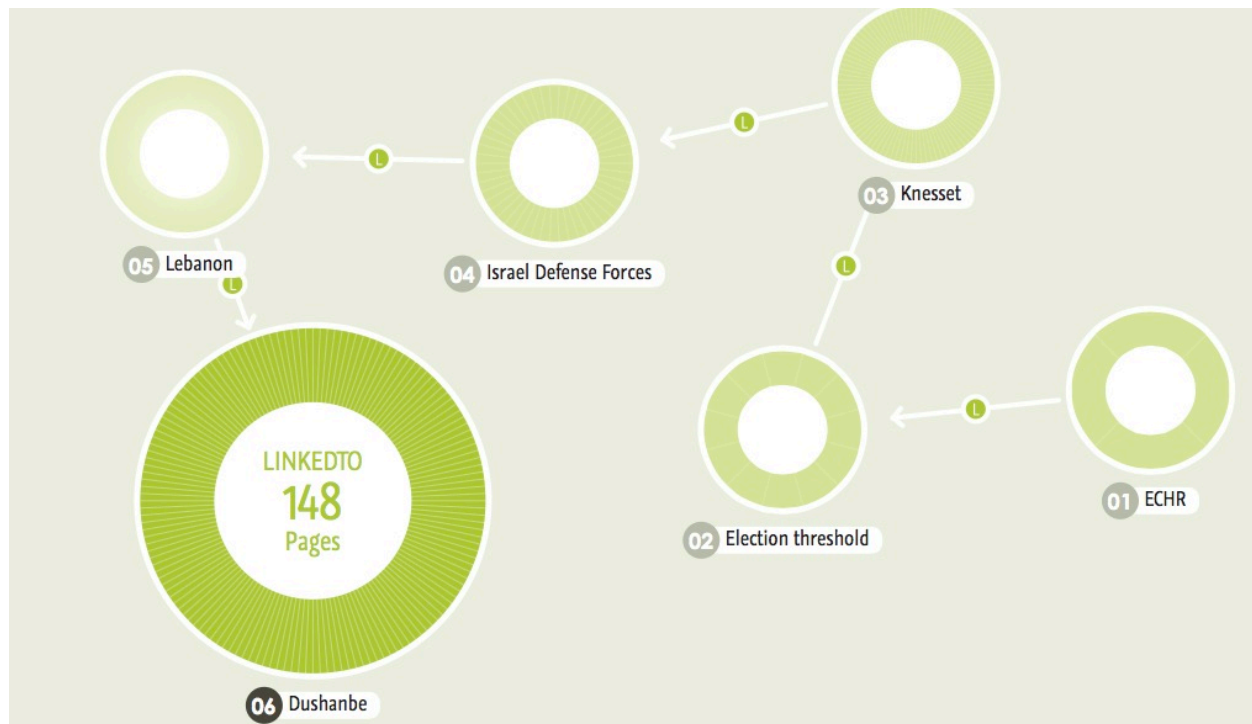 L
03 Knesset
L
05 Lebanon
04 Israel Defense Forces
L
L
LINKEDTO
148
Pages
L
01 ECHR
02 Election threshold
06 Dushanbe